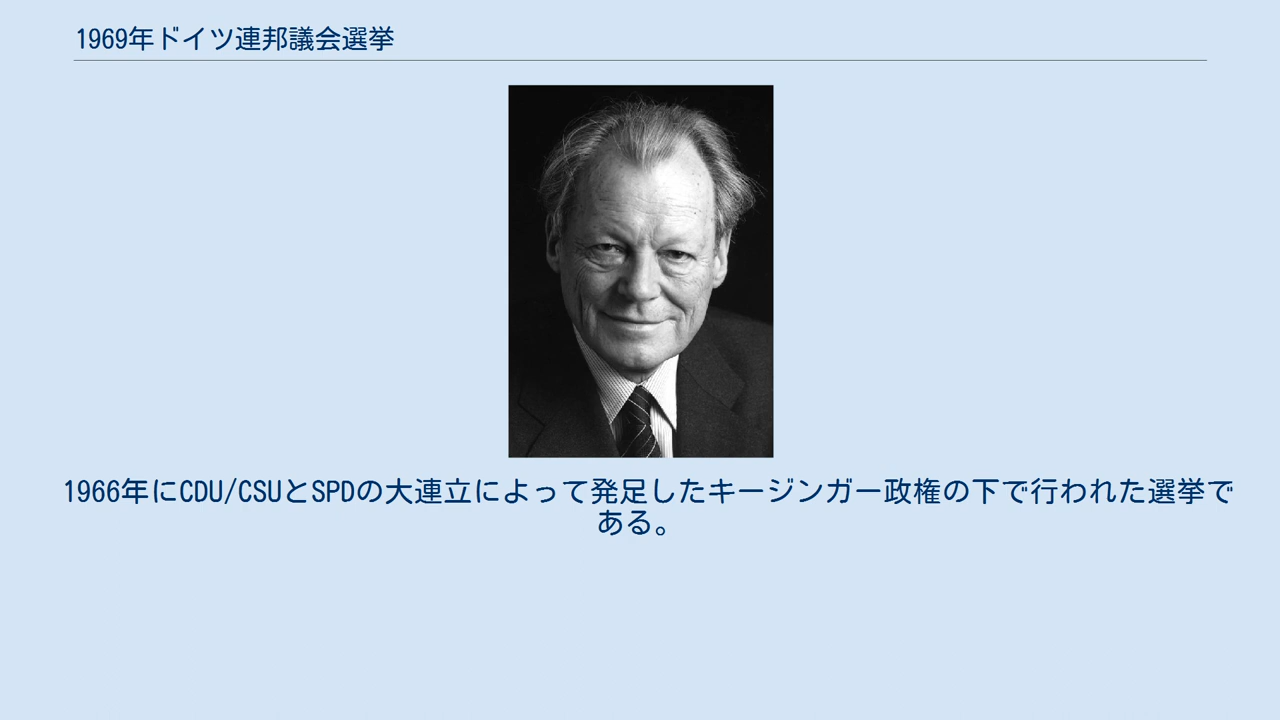 1969年ドイツ連邦議会選挙
1966年にCDU/CSUとSPDの大連立によって発足したキージンガー政権の下で行われた選挙で
ある。